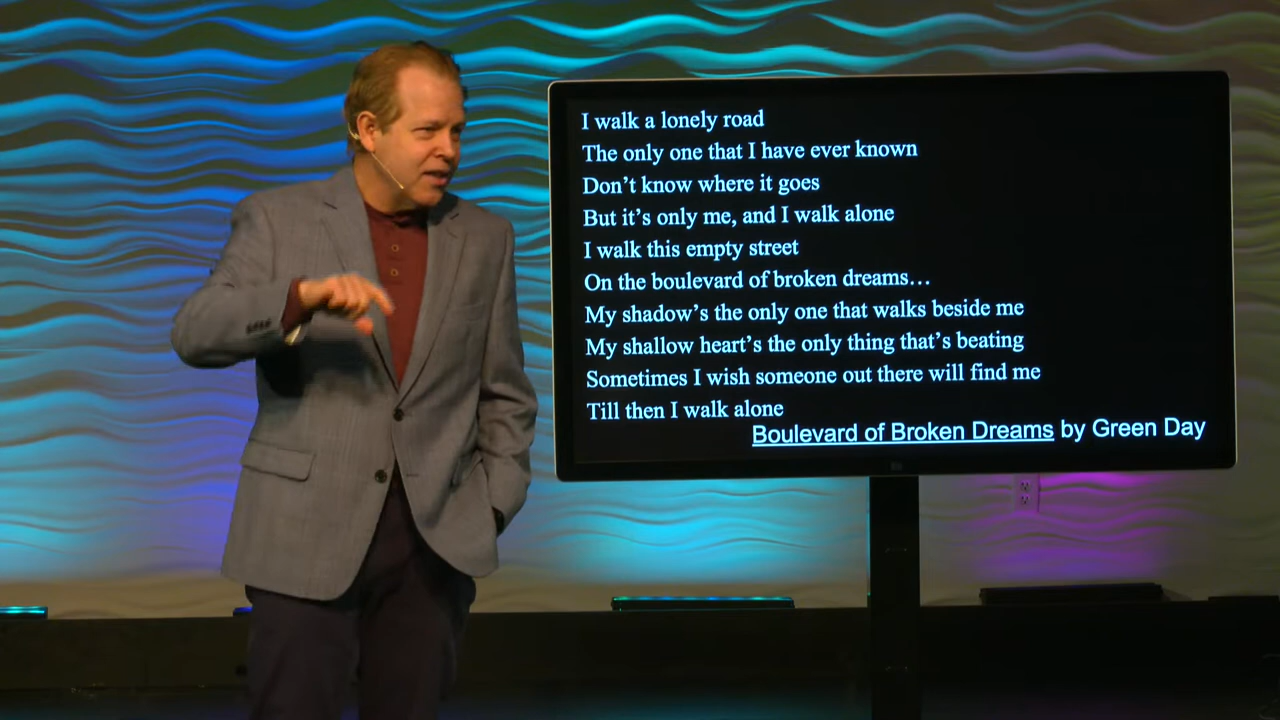 I walk a lonely road
The only one that I have ever known
Don’t know where it goes
But it’s only me, and I walk alone
I walk this empty street
On the boulevard of broken dreams…
My shadow’s the only one that walks beside me
My shallow heart’s the only thing that’s beating
Sometimes I wish someone out there will find me
Till then I walk alone
Boulevard of Broken Dreams by Green Day